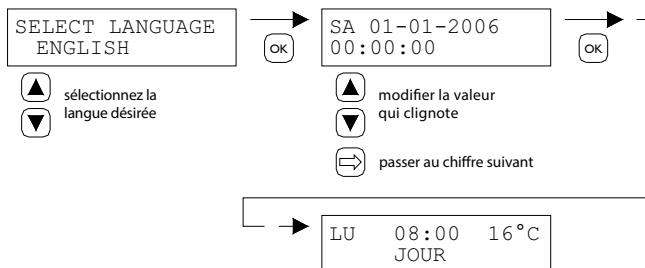 SELECT LANGUAGE
ENGLISH
OK
SA 01-01-2006
00:00:00
OK
sélectionnez la
langue désirée
modifier la valeur
qui clignote
passer au chiffre suivant
LU 08:00 16°C
JOUR